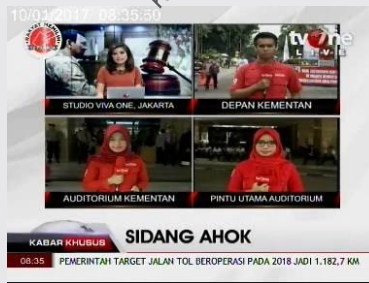 10/01/2017 08:35:50
tvOne
LIVE
STUDIO VIVA ONE, JAKARTA
DEPAN KEMENTAN
AUDITORIUM KEMENTAN
PINTU UTAMA AUDITORIUM
KABAR KHUSUS
SIDANG AHOK
08:35
PEMERINTAH TARGET JALAN TOL BEROPERASI PADA 2018 JADI 1.182,7 KM